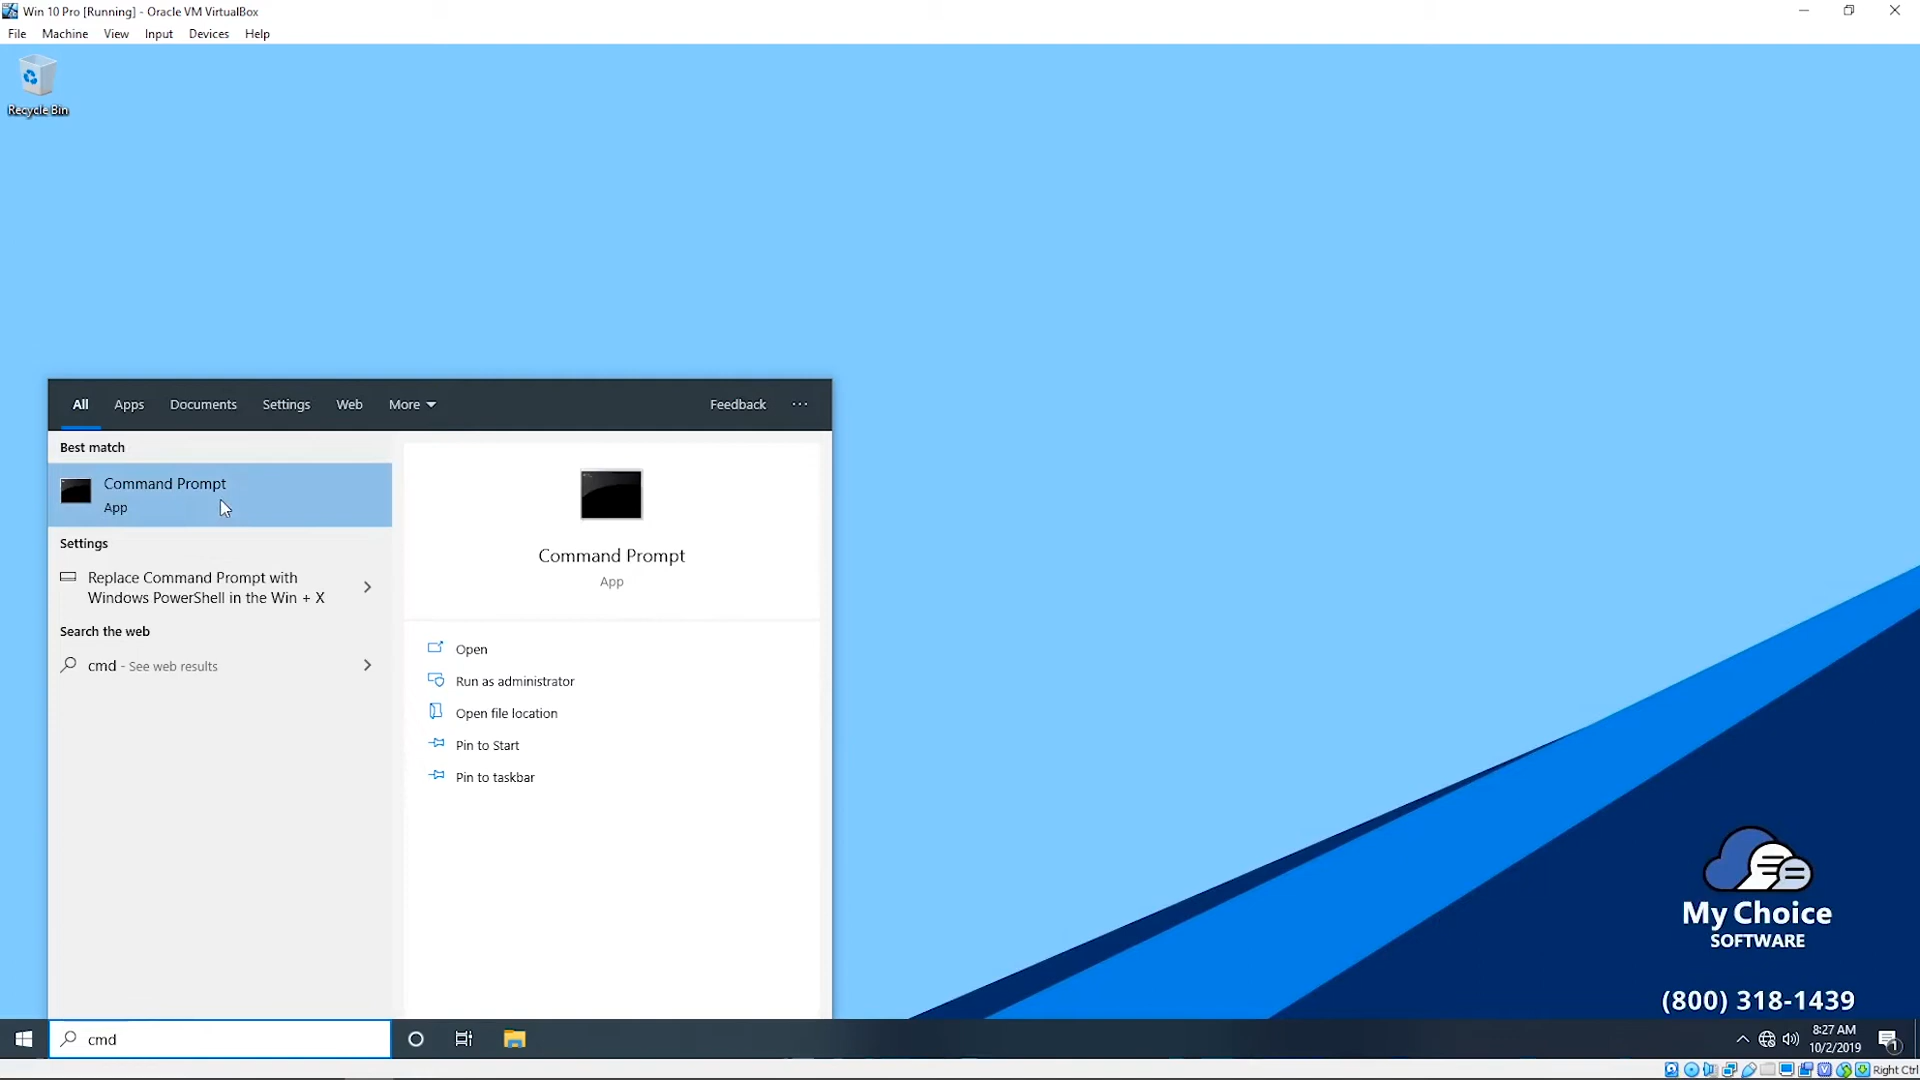 Win 10 Pro [Running] - Oracle VM VirtualBox
File Machine View Input Devices Help
Recycle Bin
All Apps Documents Settings Web More Feedback ...
Best match
Command Prompt
App
Settings
Replace Command Prompt with
Windows PowerShell in the Win + X
Search the web
cmd - See web results
Command Prompt
App
Open
Run as administrator
Open file location
Pin to Start
Pin to taskbar
My Choice
SOFTWARE
(800) 318-1439
cmd
8:27 AM
10/2/2019
1
Right Ctrl